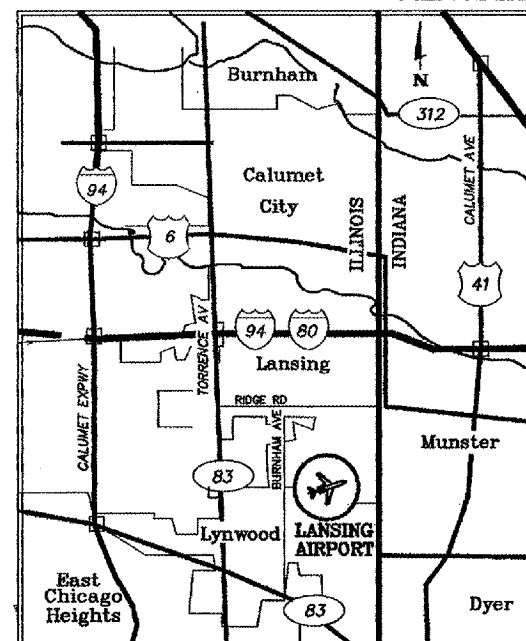 Burnham
N
312
CALUMET AVE
94
Calumet
City
6
ILLINOIS
INDIANA
41
TORRENCE AV
94
80
Lansing
CALUMET EXPWY
RIDGE RD
BURNHAM AVE
Munster
83
Lynwood
LANSING
AIRPORT
East
Chicago
Heights
83
Dyer